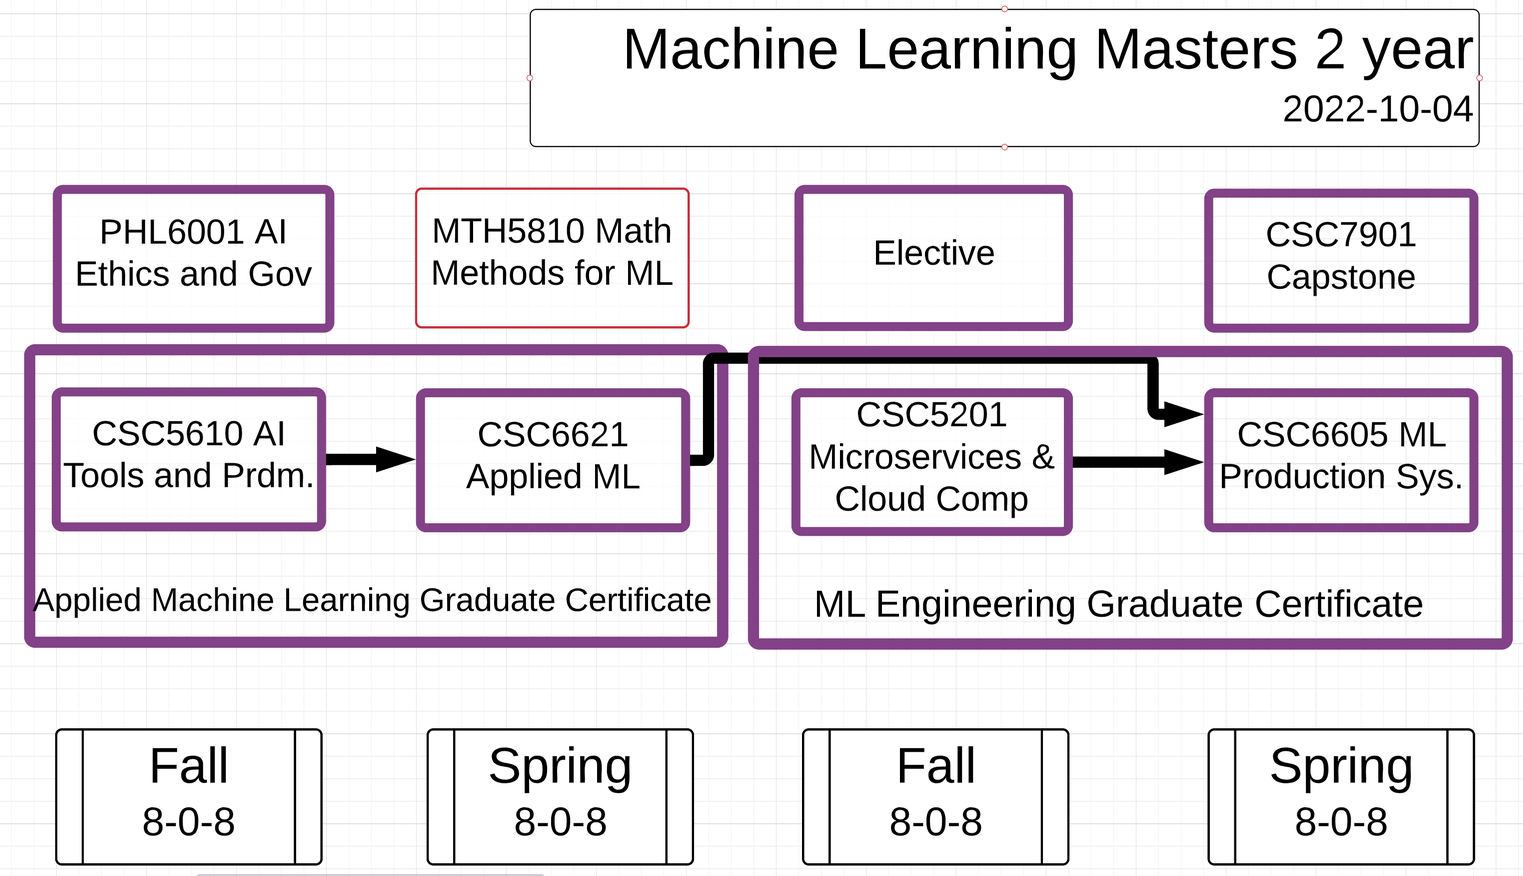 Machine Learning Masters 2 year
2022-10-04
PHL6001 AI
Ethics and Gov
MTH5810 Math
Methods for ML
Elective
CSC7901
Capstone
CSC5610 AI
Tools and Prdm.
CSC6621
Applied ML
CSC5201
Microservices &
Cloud Comp
CSC6605 ML
Production Sys.
Applied Machine Learning Graduate Certificate
ML Engineering Graduate Certificate
Fall
8-0-8
Spring
8-0-8
Fall
8-0-8
Spring
8-0-8